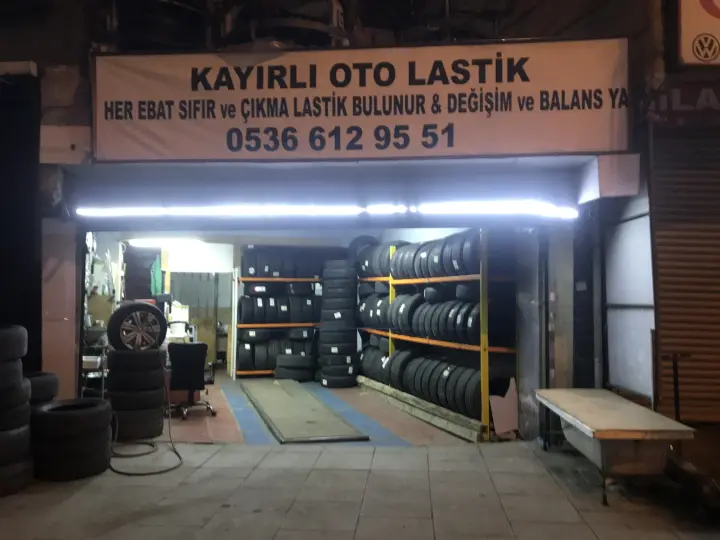 KAYIRLI OTO LASTİK
HER EBAT SIFIR ve ÇIKMA LASTİK BULUNUR & DEĞİŞİM ve BALANS YA
0536 612 95 51